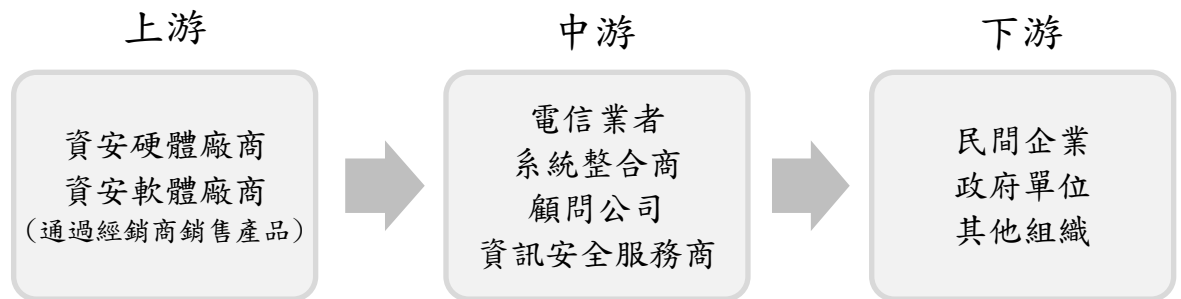 上游
資安硬體廠商
資安軟體廠商
(通過經銷商銷售產品)
中游
電信業者
系統整合商
顧問公司
資訊安全服務商
下游
民間企業
政府單位
其他組織